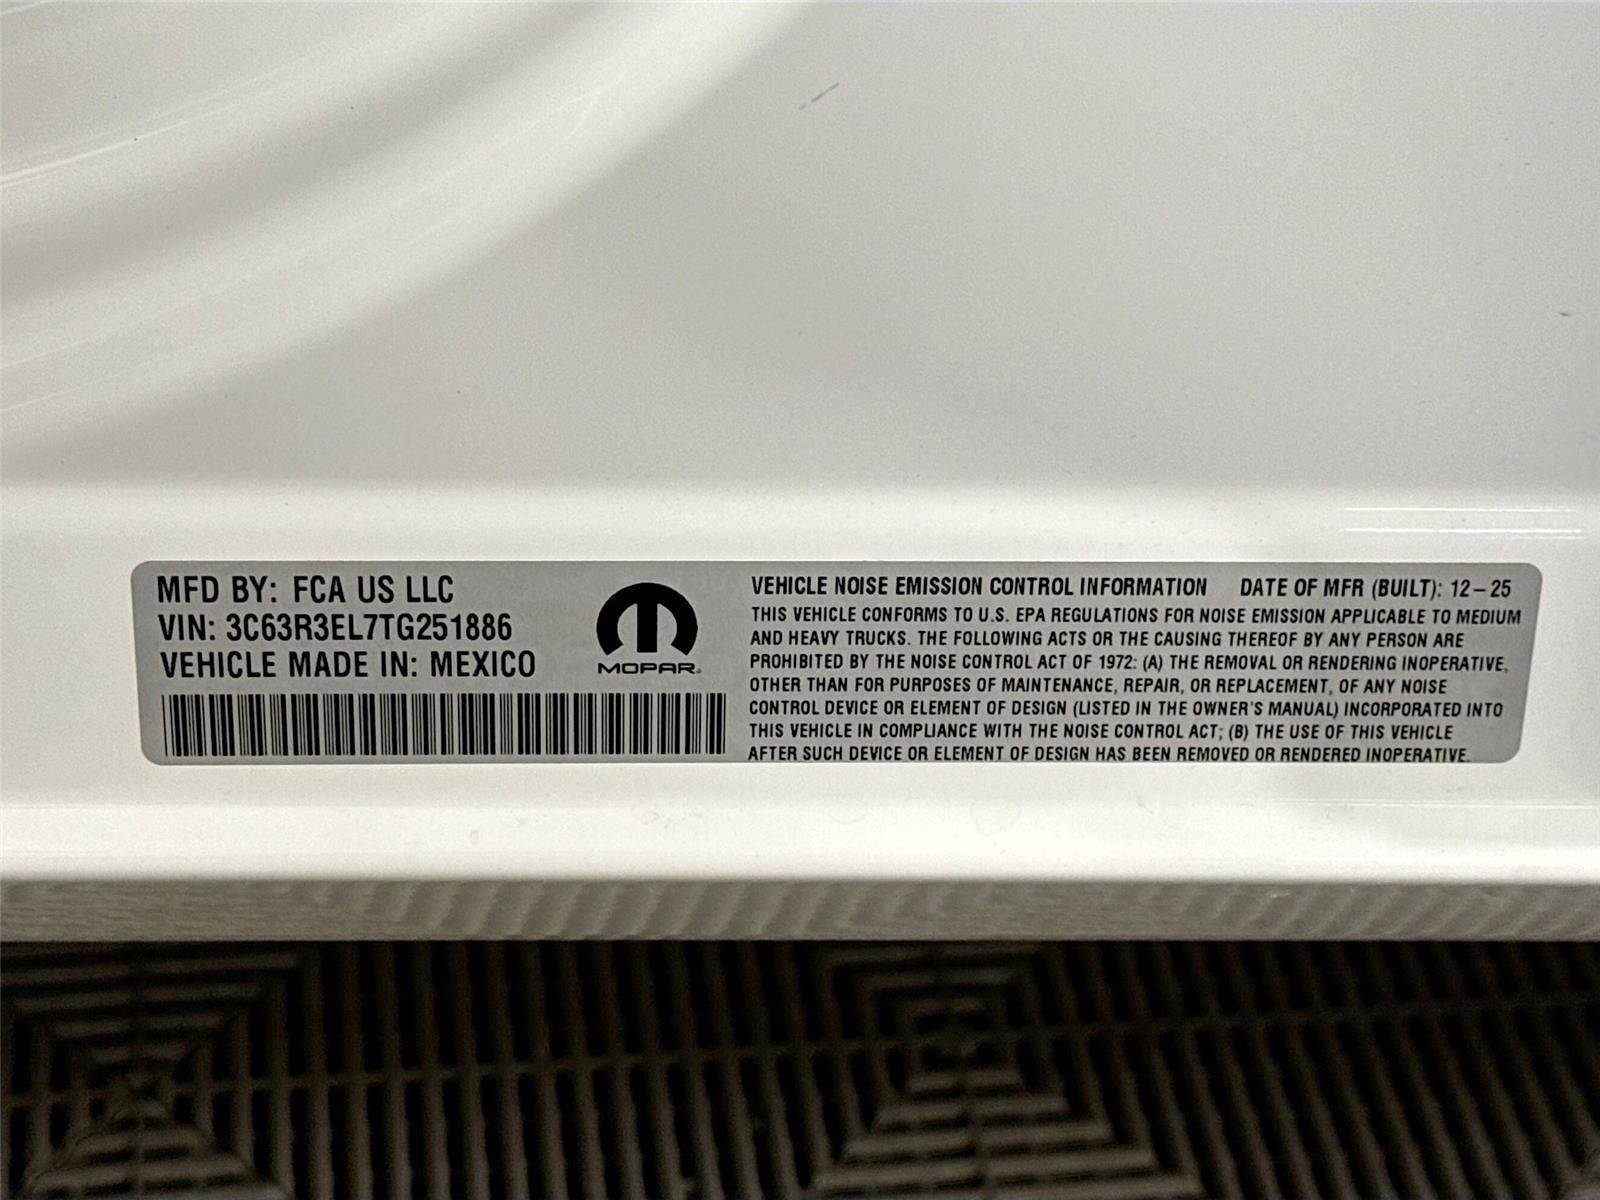 MFD BY: FCA US LLC
VIN: 3C63R3EL7TG251886
VEHICLE MADE IN: MEXICO
MOPAR®
VEHICLE NOISE EMISSION CONTROL INFORMATION DATE OF MFR (BUILT): 12-25
THIS VEHICLE CONFORMS TO U.S. EPA REGULATIONS FOR NOISE EMISSION APPLICABLE TO MEDIUM
AND HEAVY TRUCKS. THE FOLLOWING ACTS OR THE CAUSING THEREOF BY ANY PERSON ARE
PROHIBITED BY THE NOISE CONTROL ACT OF 1972: (A) THE REMOVAL OR RENDERING INOPERATIVE,
OTHER THAN FOR PURPOSES OF MAINTENANCE, REPAIR, OR REPLACEMENT, OF ANY NOISE
CONTROL DEVICE OR ELEMENT OF DESIGN (LISTED IN THE OWNER'S MANUAL) INCORPORATED INTO
THIS VEHICLE IN COMPLIANCE WITH THE NOISE CONTROL ACT; (B) THE USE OF THIS VEHICLE
AFTER SUCH DEVICE OR ELEMENT OF DESIGN HAS BEEN REMOVED OR RENDERED INOPERATIVE.